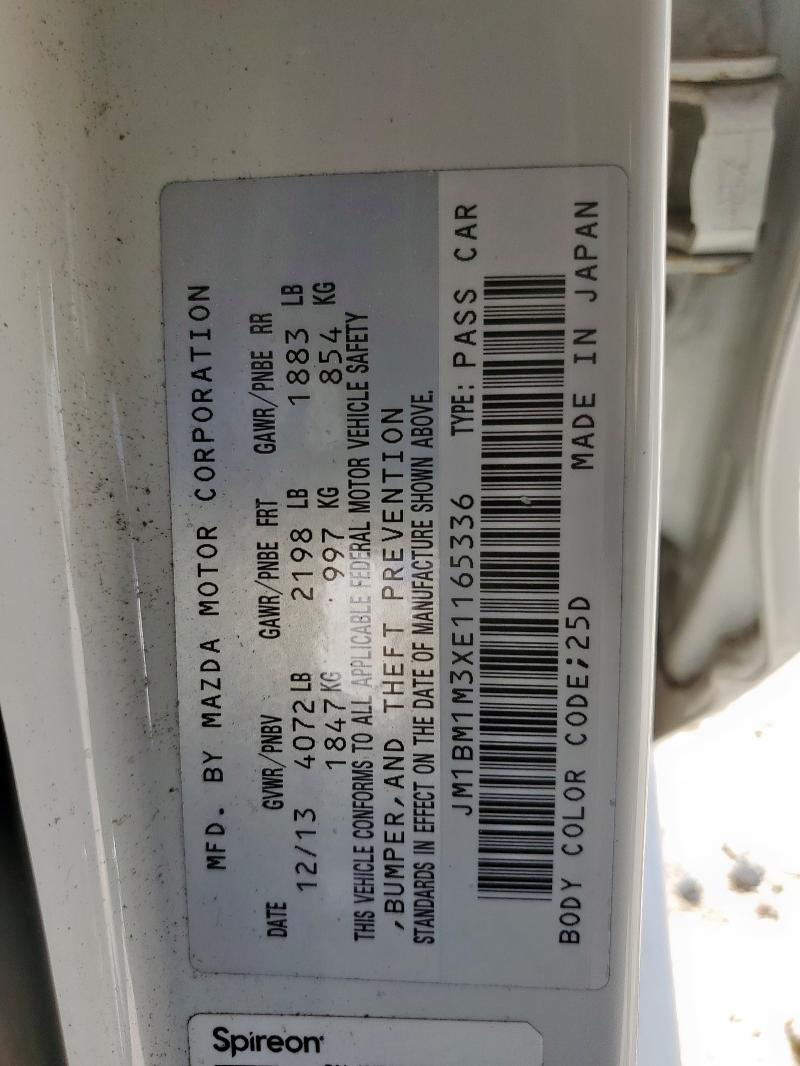 MFD. BY MAZDA MOTOR CORPORATION
DATE GVWR/PNBV GAWR/PNBE FRT GAWR/PNBE RR
12/13 4072 LB 2198 LB 1883 LB
1847 KG 997 KG 854 KG
THIS VEHICLE CONFORMS TO ALL APPLICABLE FEDERAL MOTOR VEHICLE SAFETY
,BUMPER, AND THEFT PREVENTION
STANDARDS IN EFFECT ON THE DATE OF MANUFACTURE SHOWN ABOVE.
JM1BM1M3XE1165336 TYPE: PASS CAR
BODY COLOR CODE;25D MADE IN JAPAN
Spireon